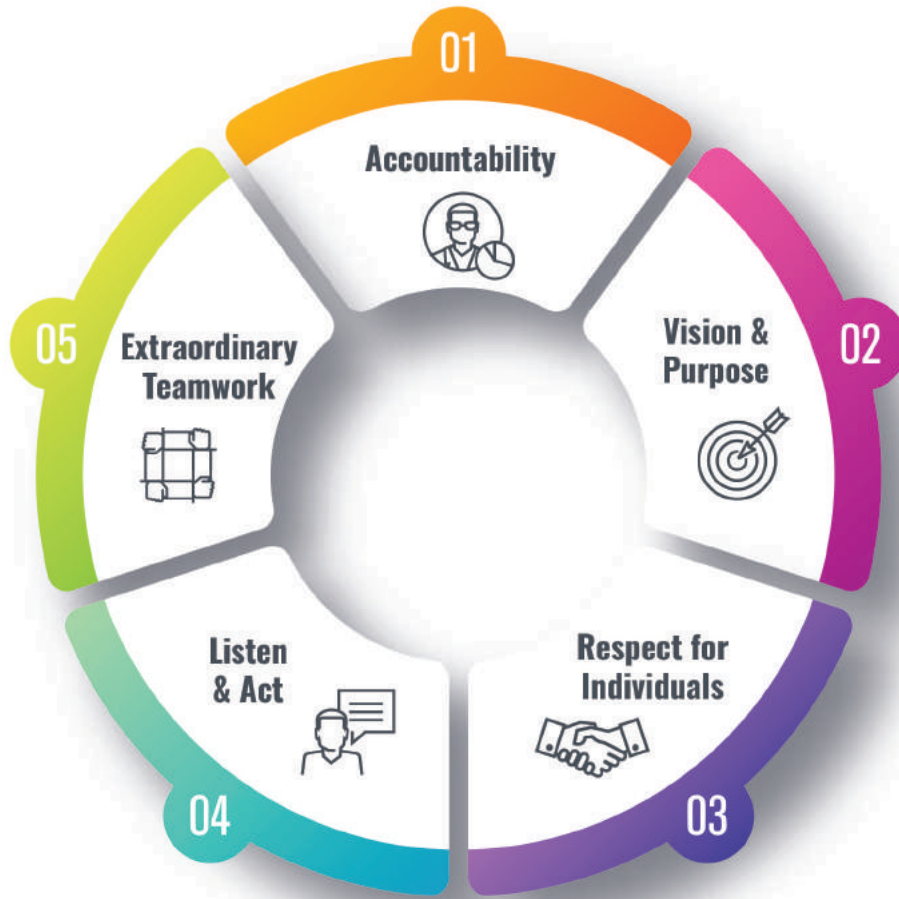 01
Accountability
02
Vision &
Purpose
03
Respect for
Individuals
04
Listen
& Act
05
Extraordinary
Teamwork